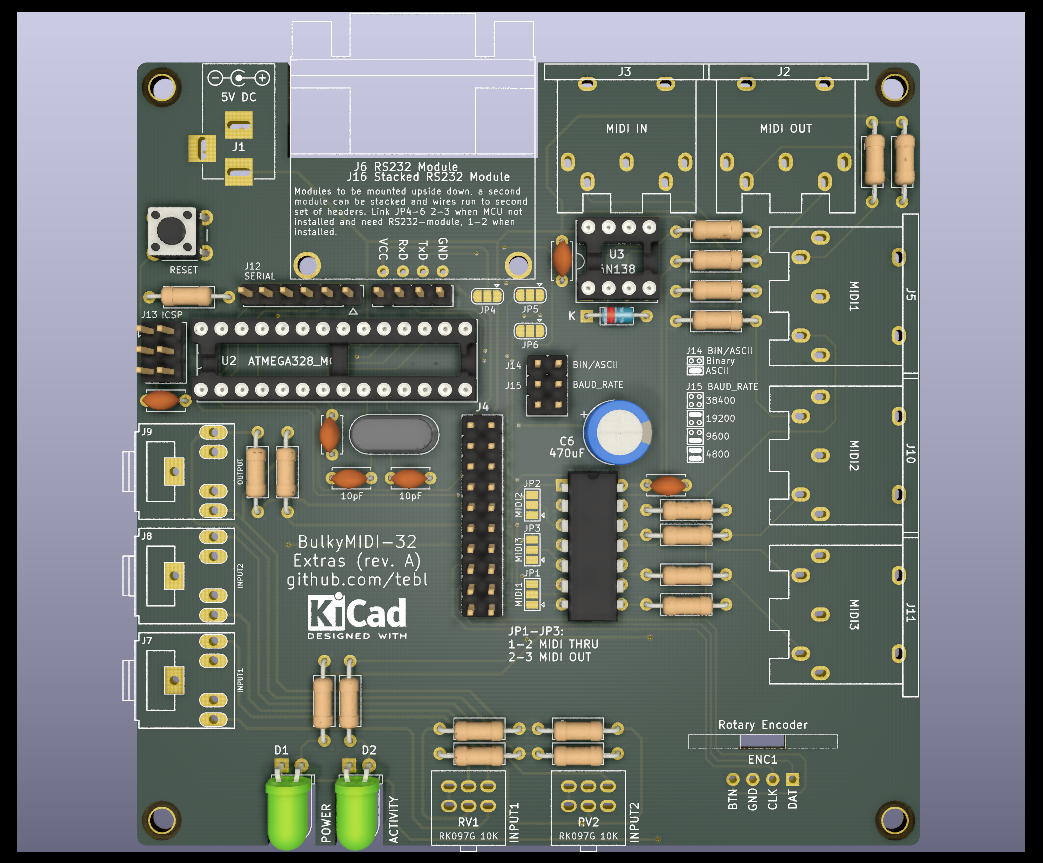 5V DC
J1
J6 RS232 Module
J16 Stacked RS232 Module
Modules to be mounted upside down, a second
module can be stacked and wires run to second
set of headers. Link JP4-6 2-3 when MCU not
installed and need RS232-module, 1-2 when
installed.
VCC
RxD
TxD
GND
J3
MIDI IN
J2
MIDI OUT
RESET
J12
SERIAL
JP4
JP5
JP6
U3
6N138
K
J13 ICSP
U2 ATMEGA328_M
J14
BIN/ASCII
J15
BAUD_RATE
J14 BIN/ASCII
Binary
ASCII
J15 BAUD_RATE
38400
19200
9600
4800
MIDI1
J5
MIDI2
J10
MIDI3
J11
J4
C6
470uF
+
10pF
10pF
J9
OUTPUT
J8
INPUT2
J7
INPUT1
JP2
MIDI2
JP3
MIDI3
JP1
MIDI1
JP1-JP3:
1-2 MIDI THRU
2-3 MIDI OUT
BulkyMIDI-32
Extras (rev. A)
github.com/tebl
KiCad
DESIGNED WITH
D1
POWER
D2
ACTIVITY
RV1
RK097G 10K
INPUT1
RV2
RK097G 10K
INPUT2
Rotary Encoder
ENC1
BTN
GND
CLK
DAT